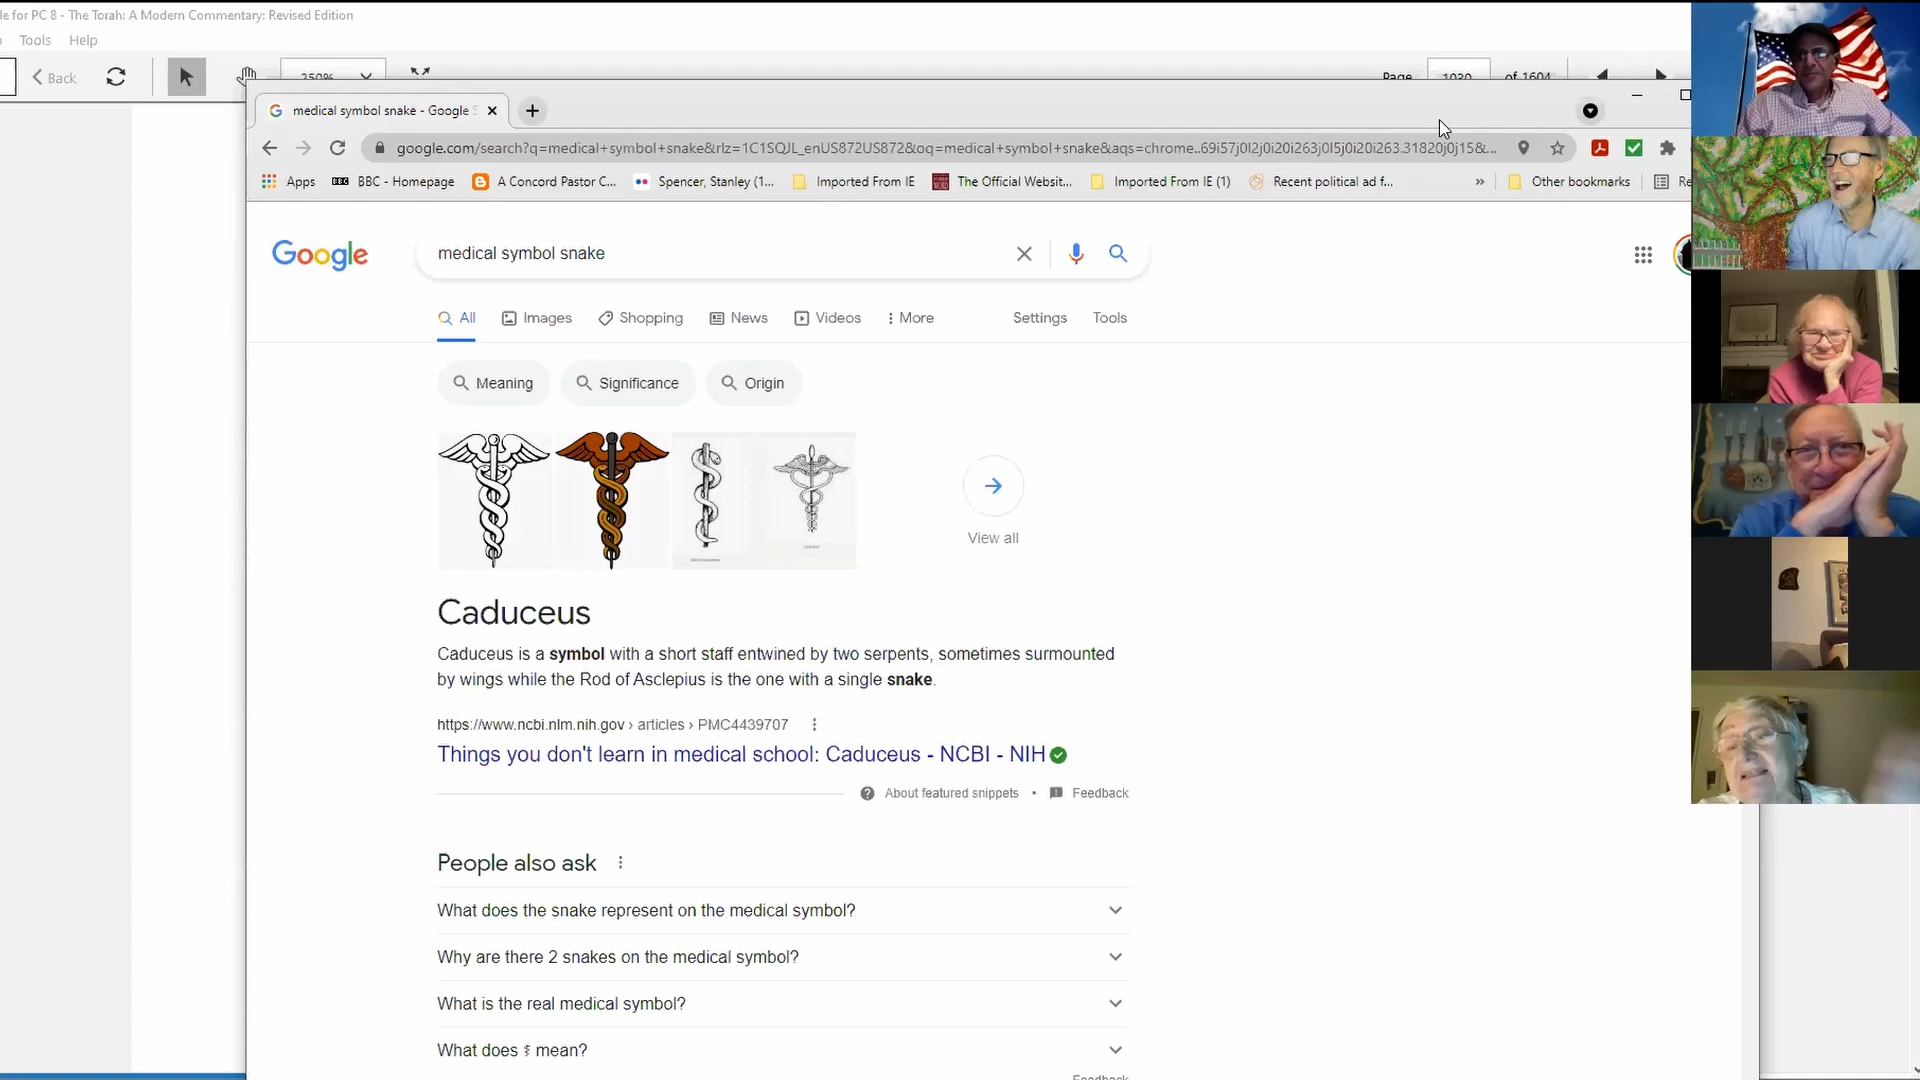 le for PC 8 - The Torah: A Modern Commentary: Revised Edition
Tools Help
Back 250% Page 1030 of 1604
medical symbol snake - Google S
google.com/search?q=medical+symbol+snake&rlz=1C1SQJL_enUS872US872&oq=medical+symbol+snake&aqs=chrome..69i57j0l2j0i20i263j0l5j0i20i263.31820j0j15&...
Apps BBC BBC - Homepage A Concord Pastor C... Spencer, Stanley (1... Imported From IE The Official Websit... Imported From IE (1) Recent political ad f... » Other bookmarks Re
Google medical symbol snake
All Images Shopping News Videos More Settings Tools
Meaning Significance Origin
View all
Caduceus
Caduceus is a symbol with a short staff entwined by two serpents, sometimes surmounted
by wings while the Rod of Asclepius is the one with a single snake.
https://www.ncbi.nlm.nih.gov › articles › PMC4439707
Things you don't learn in medical school: Caduceus - NCBI - NIH
About featured snippets • Feedback
People also ask
What does the snake represent on the medical symbol?
Why are there 2 snakes on the medical symbol?
What is the real medical symbol?
What does ⚕ mean?
Feedback